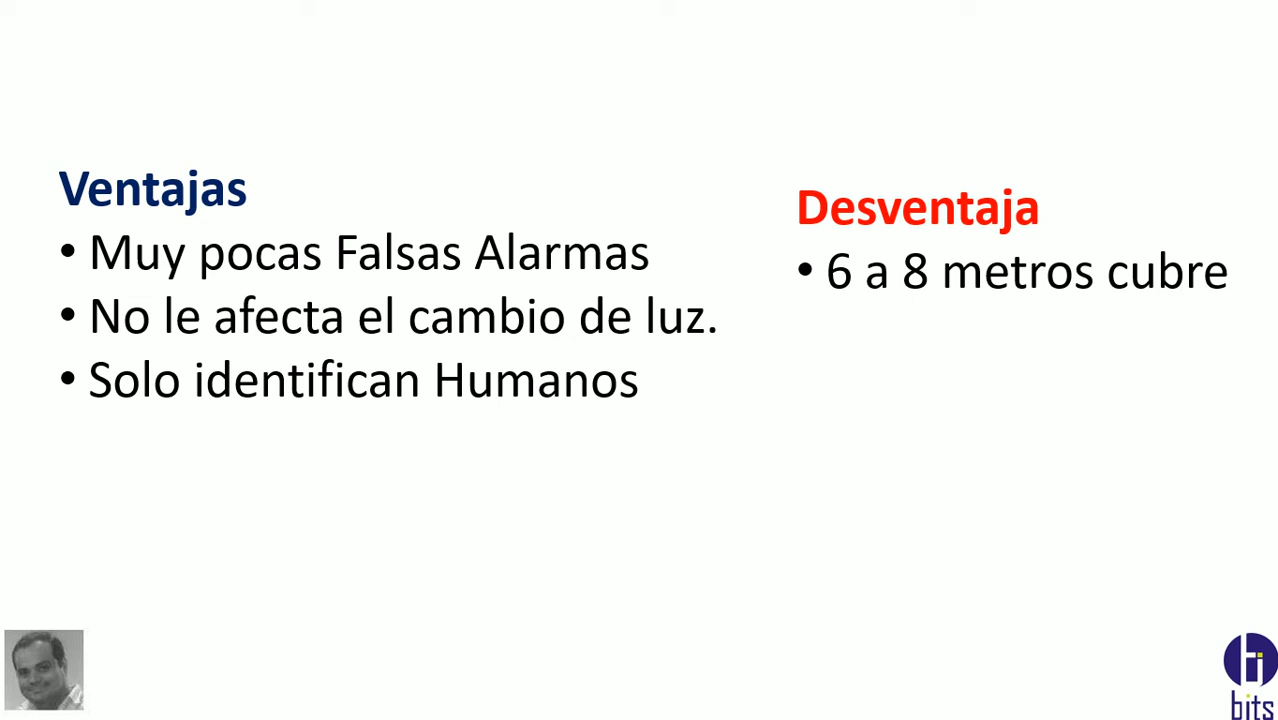 Ventajas
• Muy pocas Falsas Alarmas
• No le afecta el cambio de luz.
• Solo identifican Humanos
Desventaja
• 6 a 8 metros cubre
bits